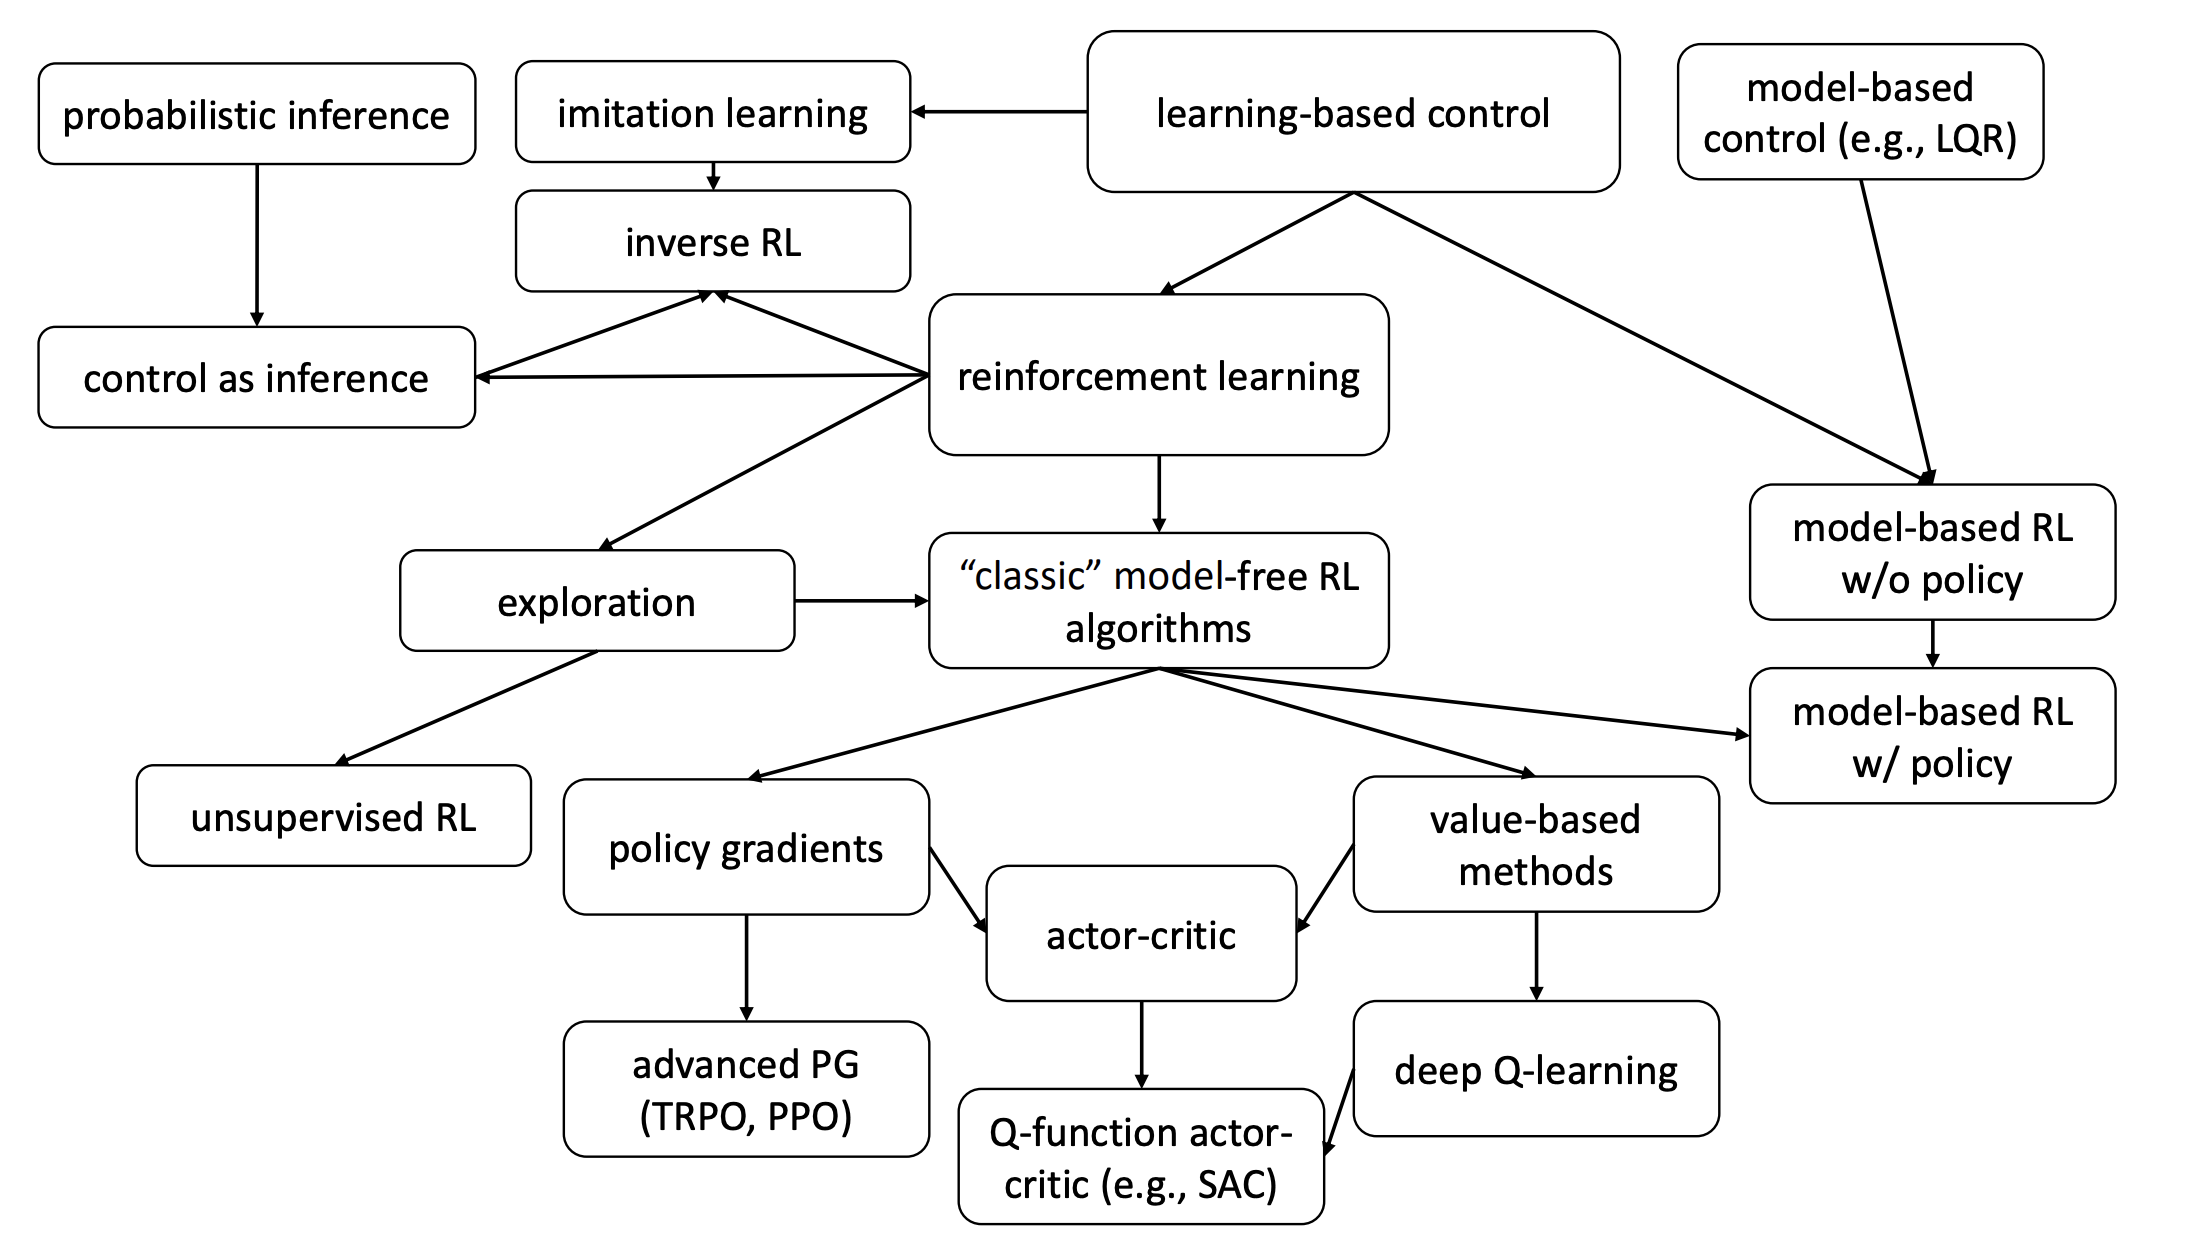 probabilistic inference
imitation learning
learning-based control
model-based
control (e.g., LQR)
inverse RL
control as inference
reinforcement learning
exploration
“classic” model-free RL
algorithms
model-based RL
w/o policy
model-based RL
w/ policy
unsupervised RL
policy gradients
value-based
methods
actor-critic
advanced PG
(TRPO, PPO)
deep Q-learning
Q-function actor-
critic (e.g., SAC)